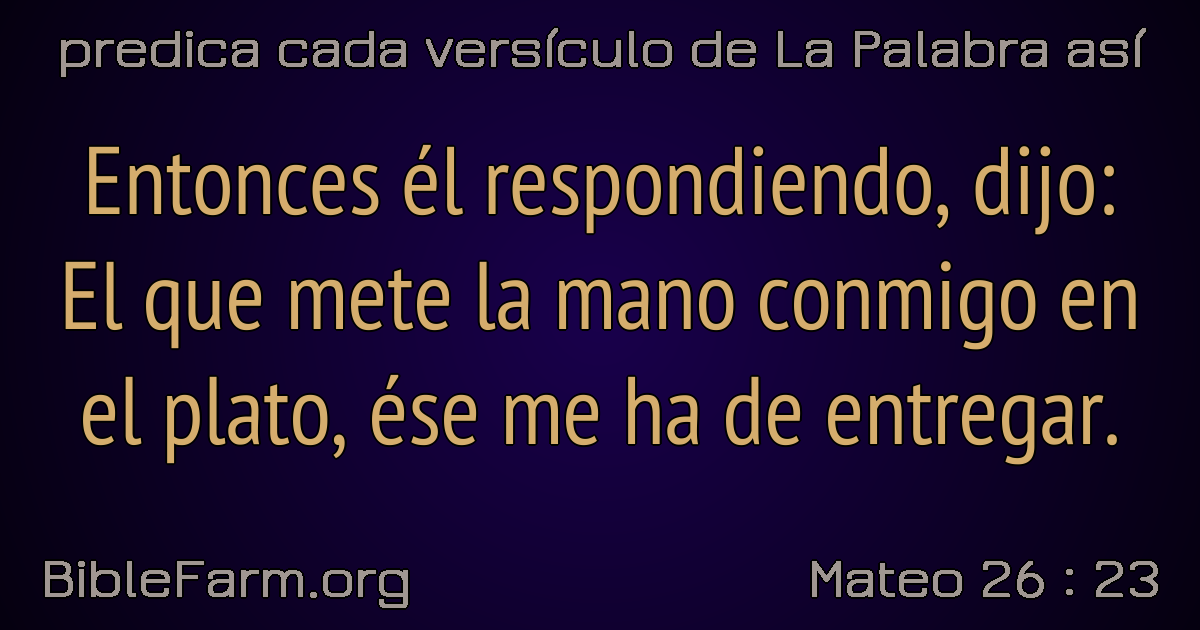 predica cada versículo de La Palabra así
Entonces él respondiendo, dijo:
El que mete la mano conmigo en
el plato, ése me ha de entregar.
BibleFarm.org
Mateo 26 : 23